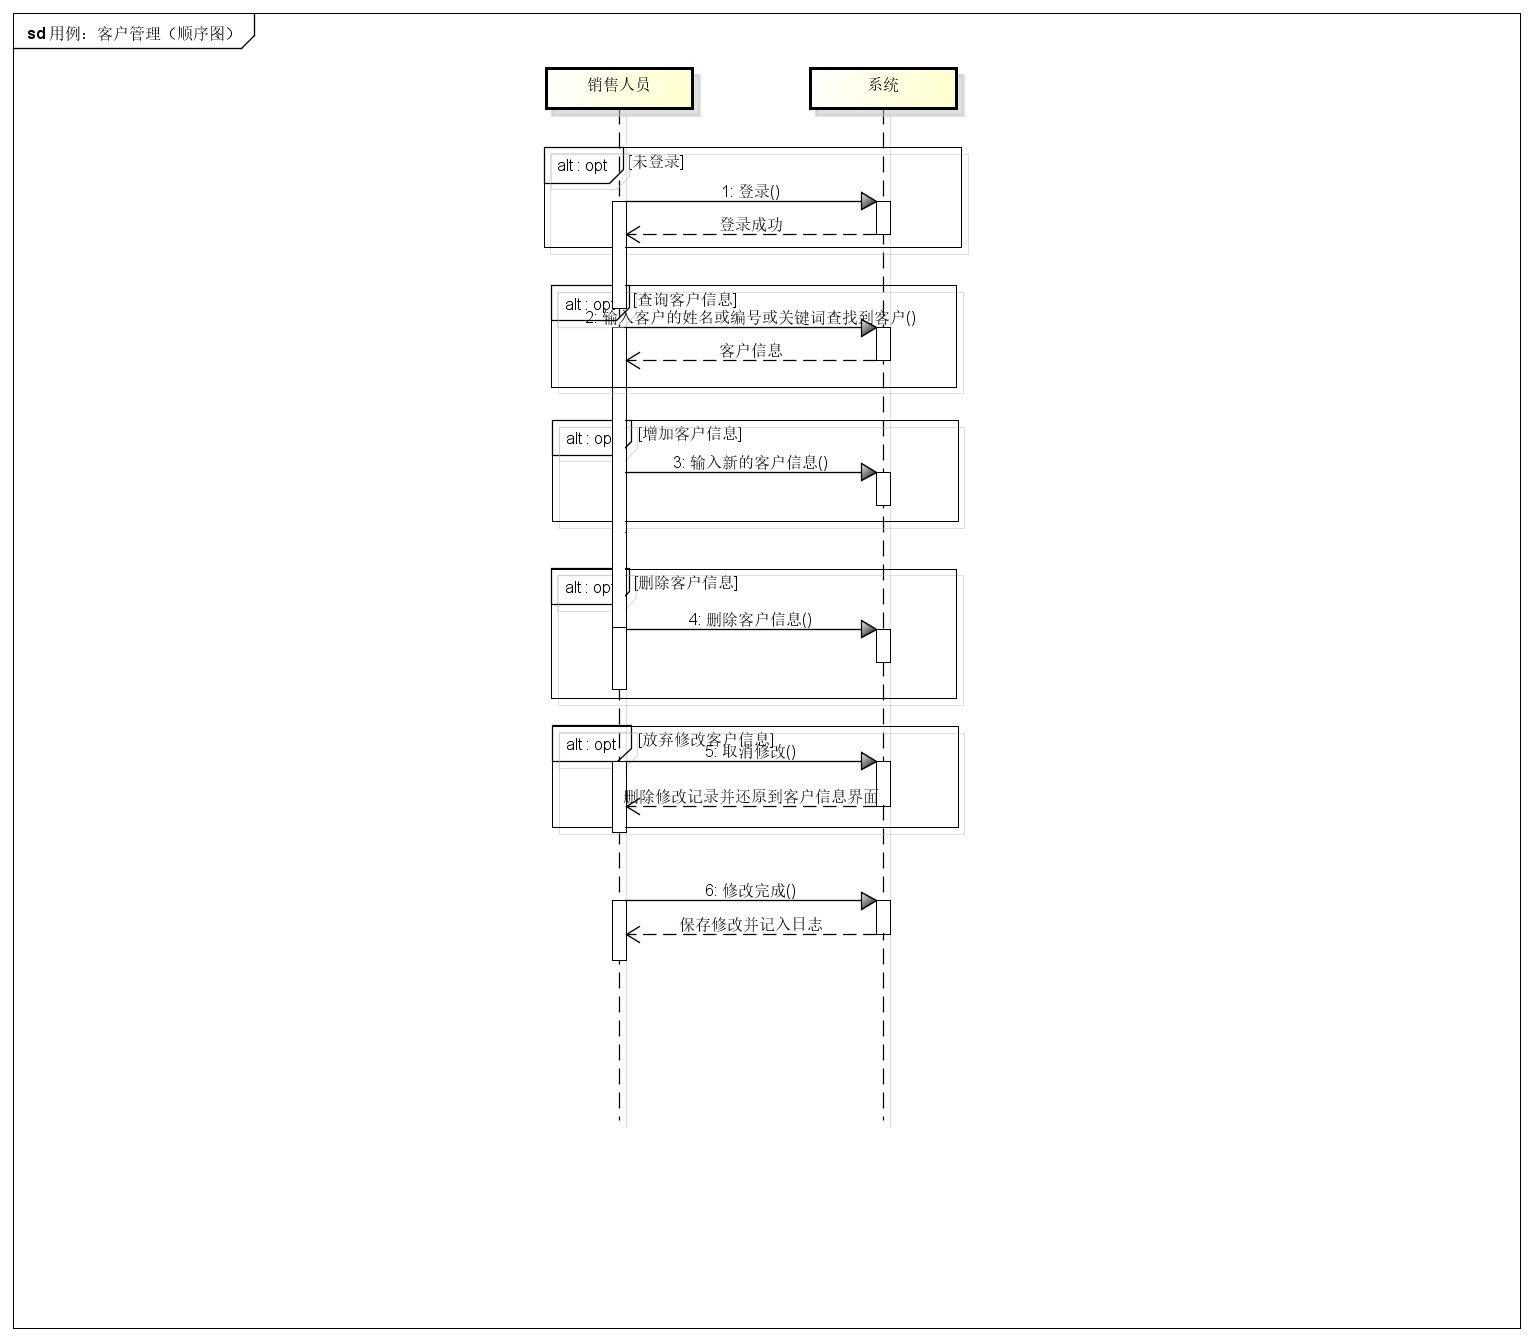 sd 用例：客户管理（顺序图）
销售人员
系统
alt : opt [未登录]
1: 登录()
登录成功
alt : opt [查询客户信息]
2: 输入客户的姓名或编号或关键词查找到客户()
客户信息
alt : opt [增加客户信息]
3: 输入新的客户信息()
alt : opt [删除客户信息]
4: 删除客户信息()
alt : opt [放弃修改客户信息]
5: 取消修改()
删除修改记录并还原到客户信息界面
6: 修改完成()
保存修改并记入日志